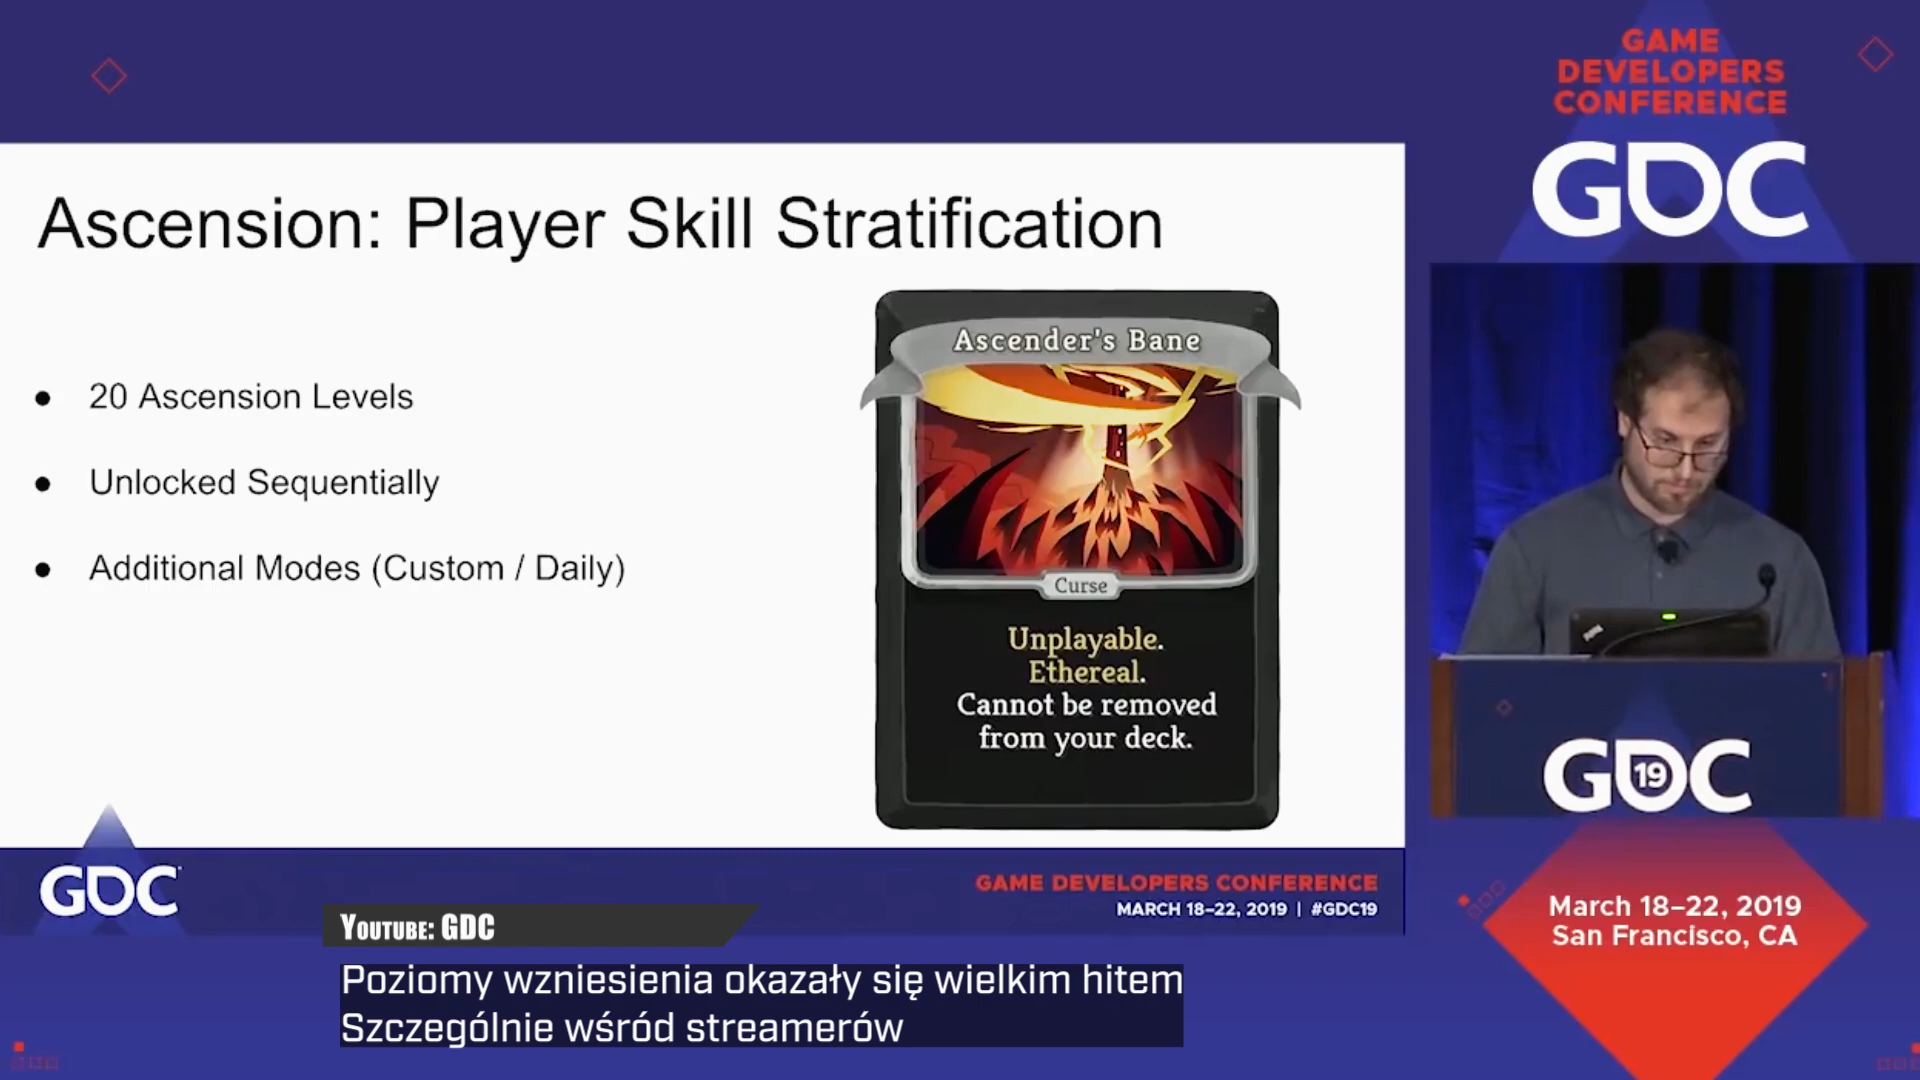 GAME
DEVELOPERS
CONFERENCE
GDC
Ascension: Player Skill Stratification
20 Ascension Levels
Unlocked Sequentially
Additional Modes (Custom / Daily)
Ascender's Bane
Curse
Unplayable.
Ethereal.
Cannot be removed
from your deck.
GDC
19
GDC
GAME DEVELOPERS CONFERENCE
MARCH 18–22, 2019 | #GDC19
March 18–22, 2019
San Francisco, CA
YOUTUBE: GDC
Poziomy wzniesienia okazały się wielkim hitem
Szczególnie wśród streamerów